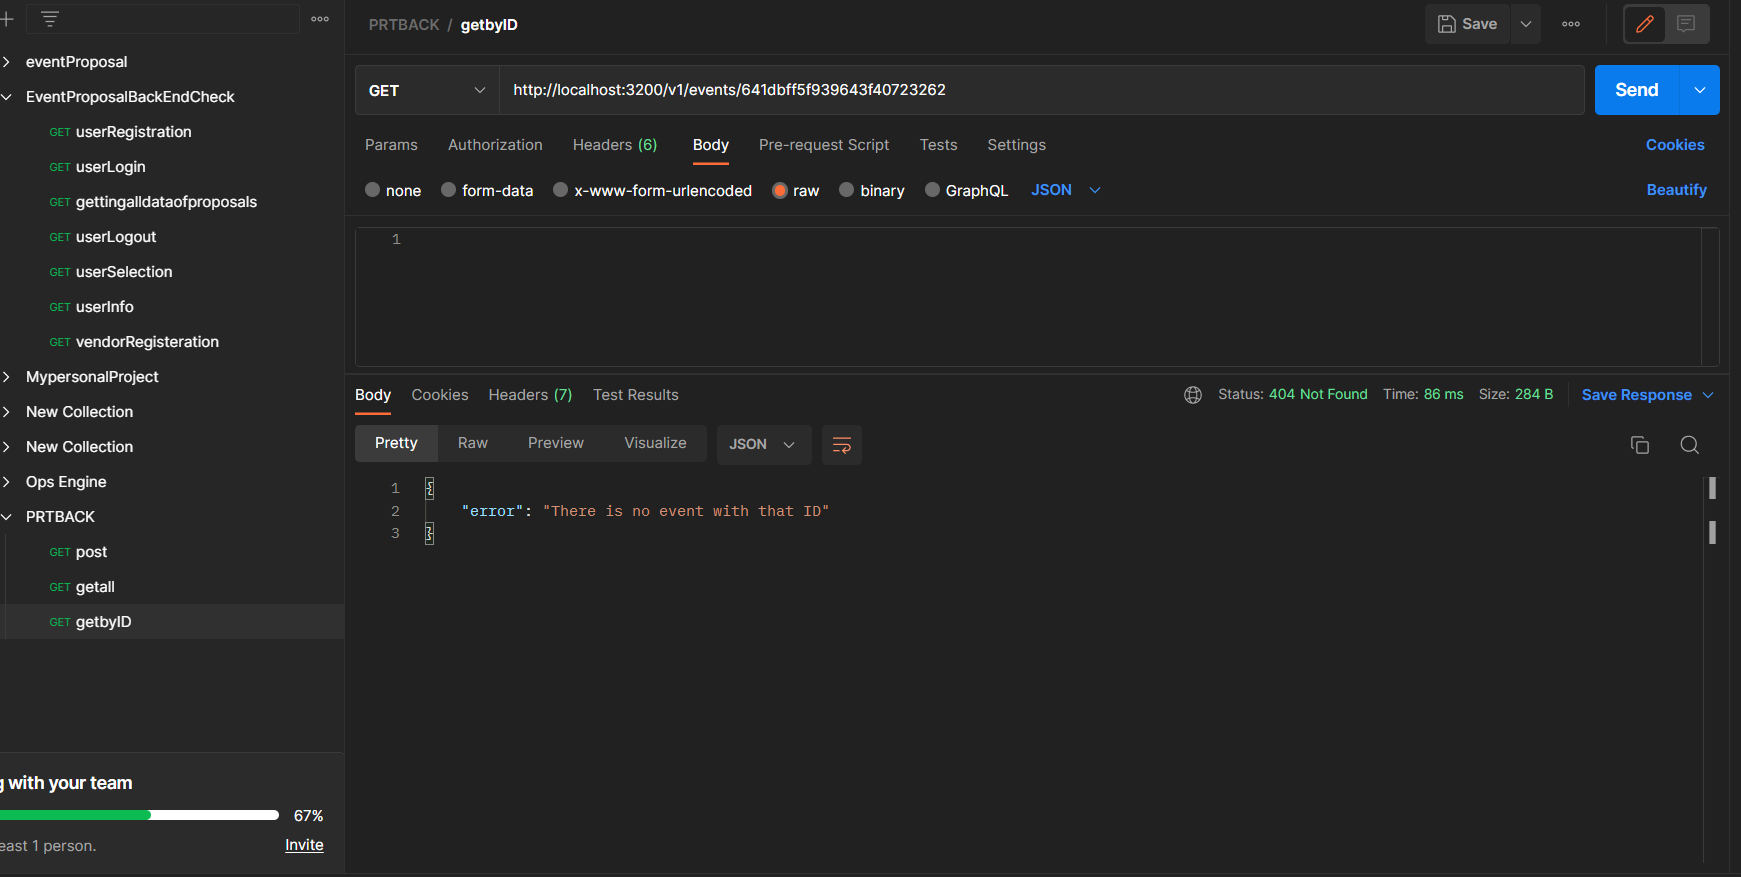 eventProposal
EventProposalBackEndCheck
GET userRegistration
GET userLogin
GET gettingalldataofproposals
GET userLogout
GET userSelection
GET userInfo
GET vendorRegisteration
MypersonalProject
New Collection
New Collection
Ops Engine
PRTBACK
GET post
GET getall
GET getbyID
g with your team
67%
east 1 person. Invite
PRTBACK / getbyID Save
GET http://localhost:3200/v1/events/641dbff5f939643f40723262 Send
Params Authorization Headers (6) Body Pre-request Script Tests Settings Cookies
none form-data x-www-form-urlencoded raw binary GraphQL JSON Beautify
1
Body Cookies Headers (7) Test Results Status: 404 Not Found Time: 86 ms Size: 284 B Save Response
Pretty Raw Preview Visualize JSON
1 {
2 "error": "There is no event with that ID"
3 }